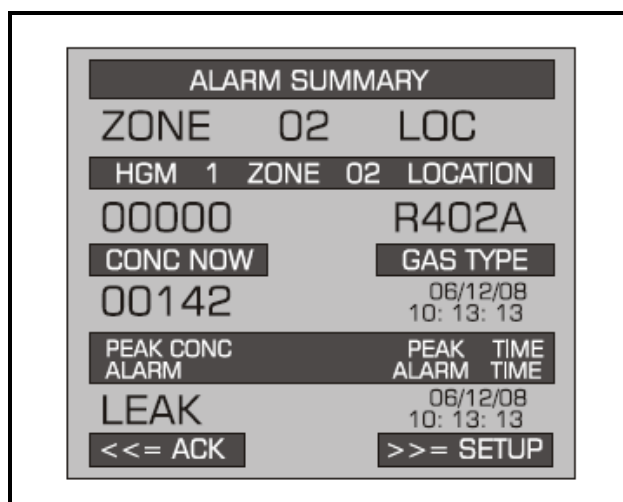 ALARM SUMMARY
ZONE 02 LOC
HGM 1 ZONE 02 LOCATION
00000 R402A
CONC NOW GAS TYPE
00142 06/12/08
10: 13: 13
PEAK CONC PEAK TIME
ALARM ALARM TIME
LEAK 06/12/08
10: 13: 13
<<= ACK >>= SETUP